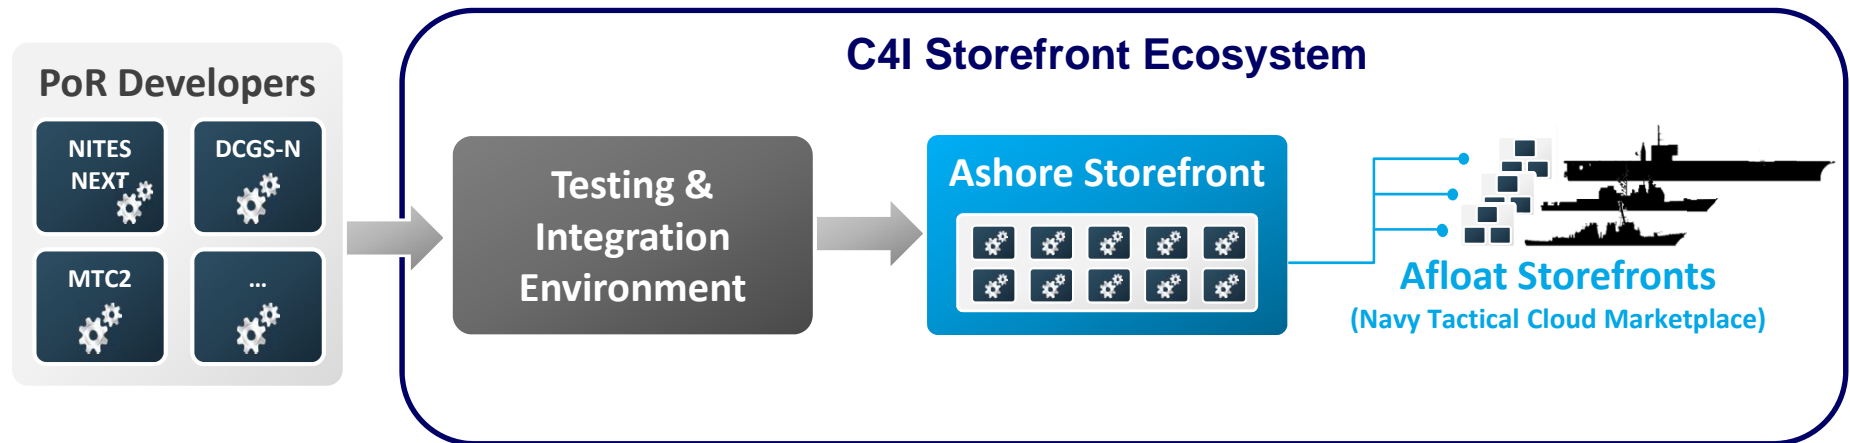 C4I Storefront Ecosystem
PoR Developers
NITES
NEXT
DCGS-N
MTC2
...
Testing &
Integration
Environment
Ashore Storefront
Afloat Storefronts
(Navy Tactical Cloud Marketplace)